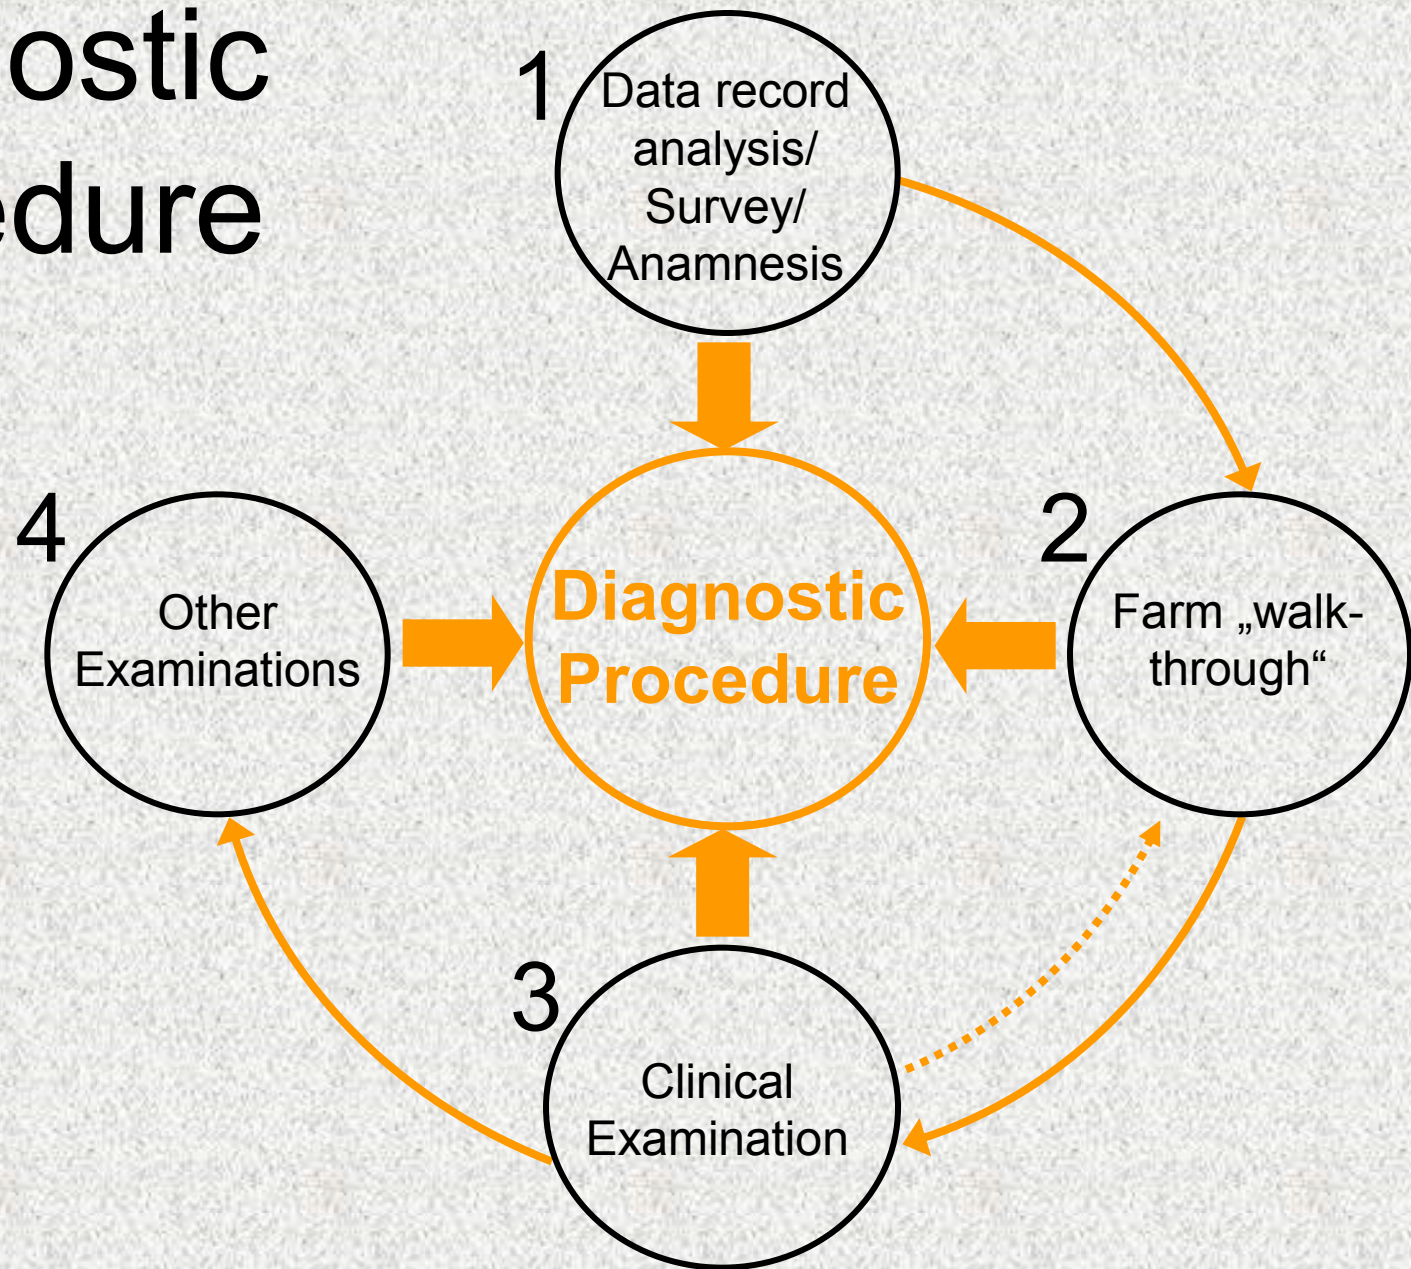 ostic
edure
1
Data record
analysis/
Survey/
Anamnesis
2
Farm „walk-
through“
3
Clinical
Examination
4
Other
Examinations
Diagnostic
Procedure